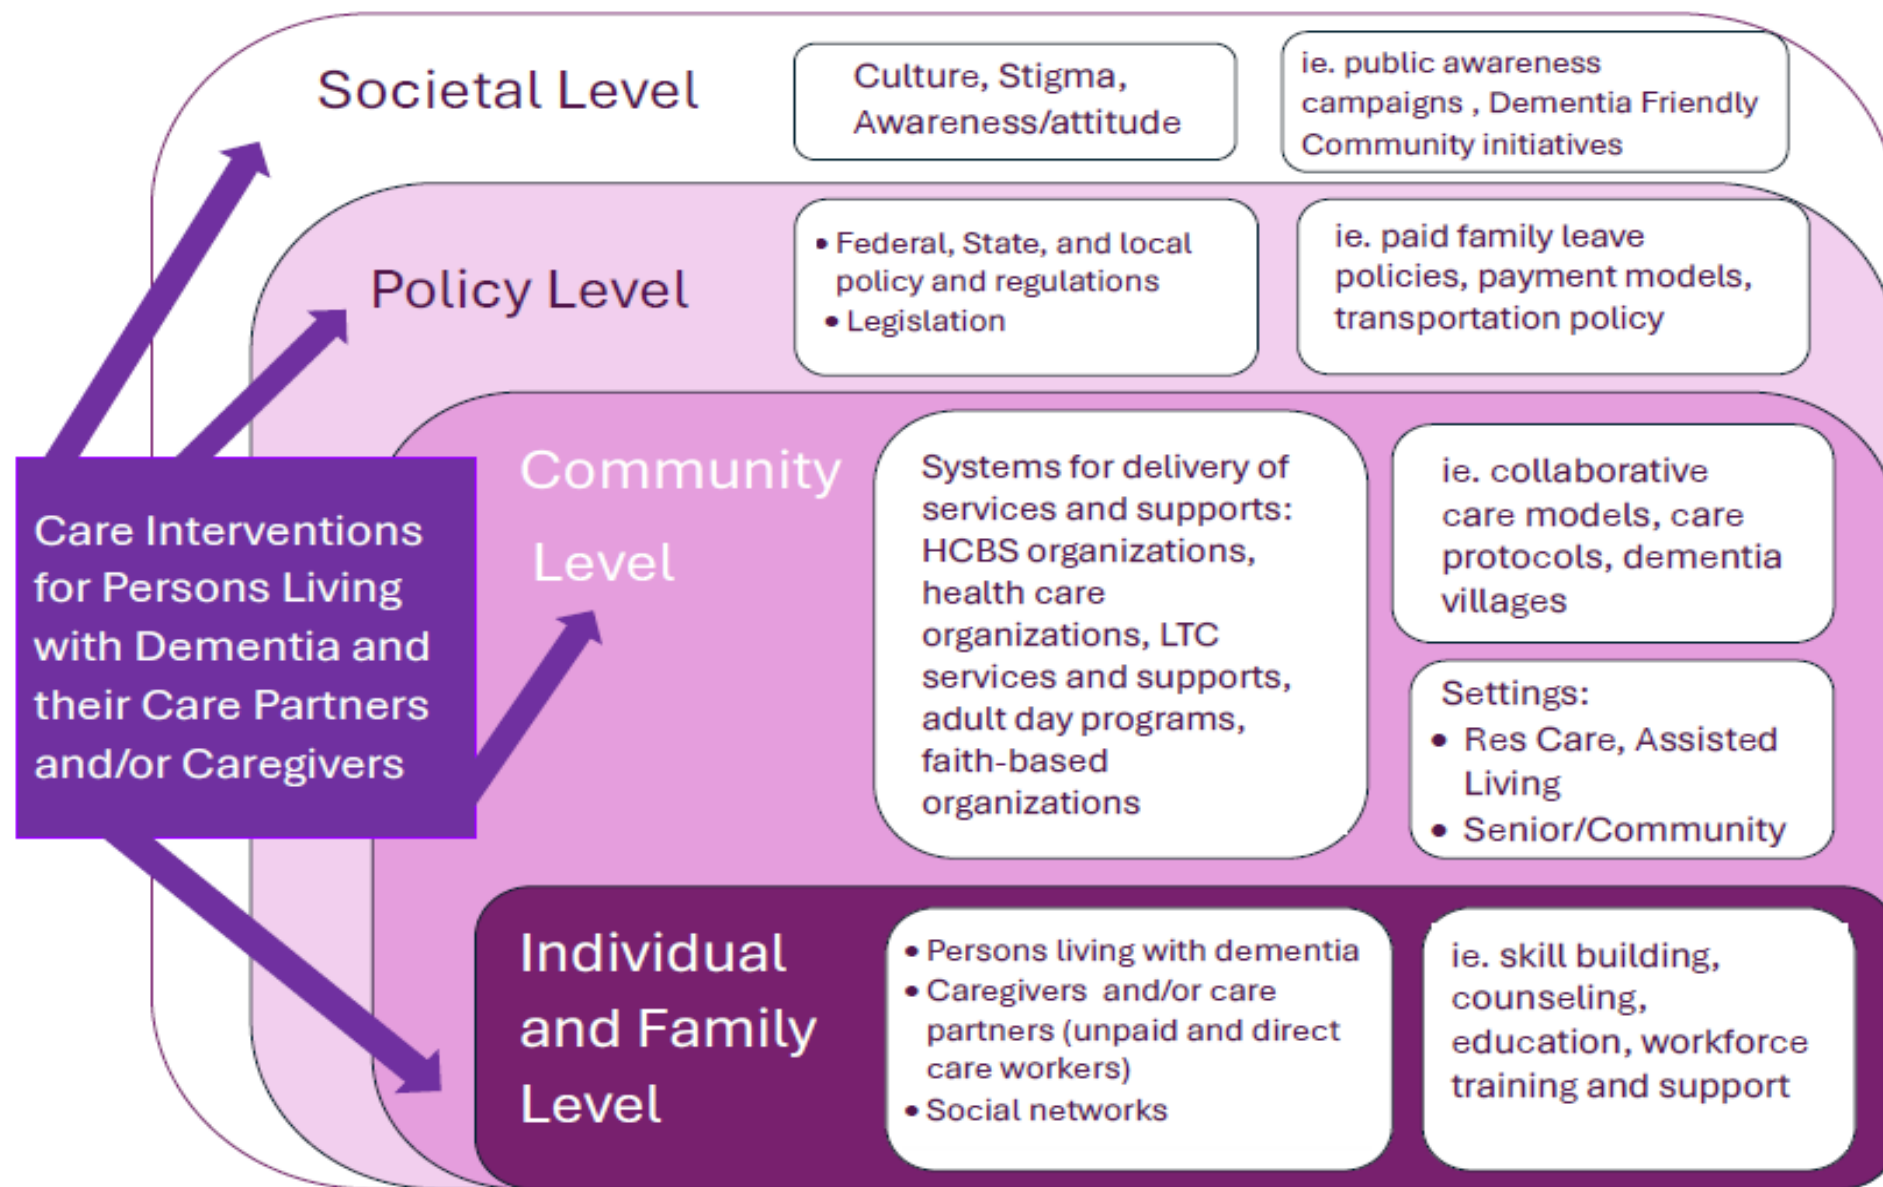 Societal Level
Culture, Stigma,
Awareness/attitude
ie. public awareness
campaigns , Dementia Friendly
Community initiatives
Policy Level
• Federal, State, and local
policy and regulations
• Legislation
ie. paid family leave
policies, payment models,
transportation policy
Care Interventions
for Persons Living
with Dementia and
their Care Partners
and/or Caregivers
Community
Level
Systems for delivery of
services and supports:
HCBS organizations,
health care
organizations, LTC
services and supports,
adult day programs,
faith-based
organizations
ie. collaborative
care models, care
protocols, dementia
villages
Settings:
• Res Care, Assisted
Living
• Senior/Community
Individual
and Family
Level
• Persons living with dementia
• Caregivers and/or care
partners (unpaid and direct
care workers)
• Social networks
ie. skill building,
counseling,
education, workforce
training and support